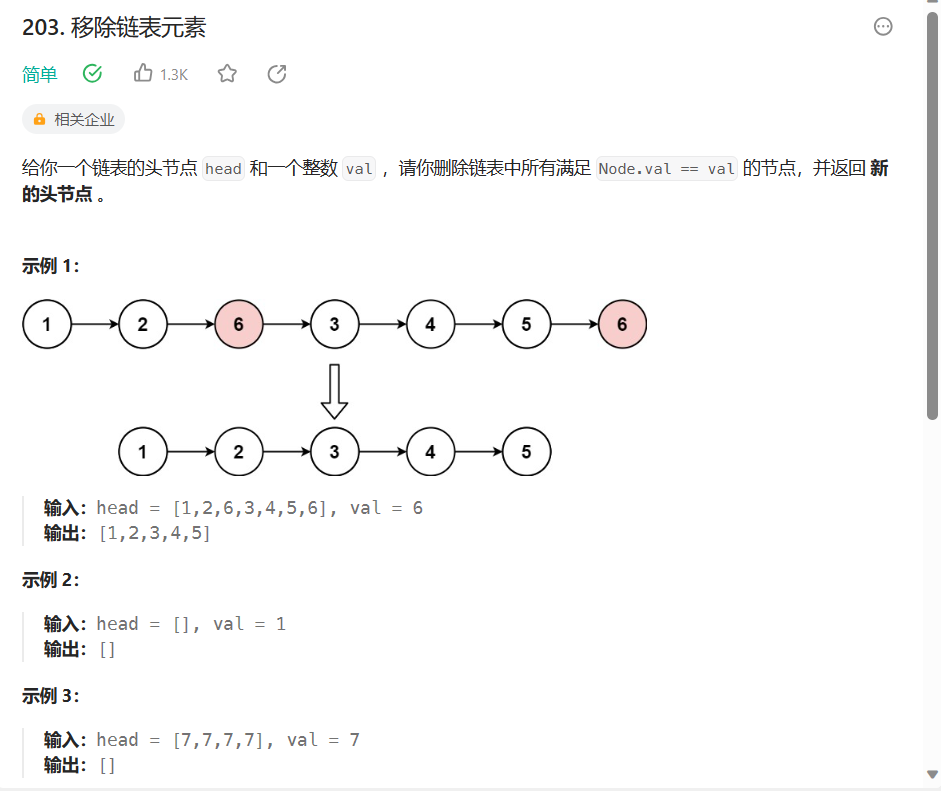 203. 移除链表元素
简单 1.3K
相关企业
给你一个链表的头节点 head 和一个整数 val ，请你删除链表中所有满足 Node.val == val 的节点，并返回 新
的头节点 。
示例 1：
1 2 6 3 4 5 6
1 2 3 4 5
输入：head = [1,2,6,3,4,5,6], val = 6
输出：[1,2,3,4,5]
示例 2：
输入：head = [], val = 1
输出：[]
示例 3：
输入：head = [7,7,7,7], val = 7
输出：[]